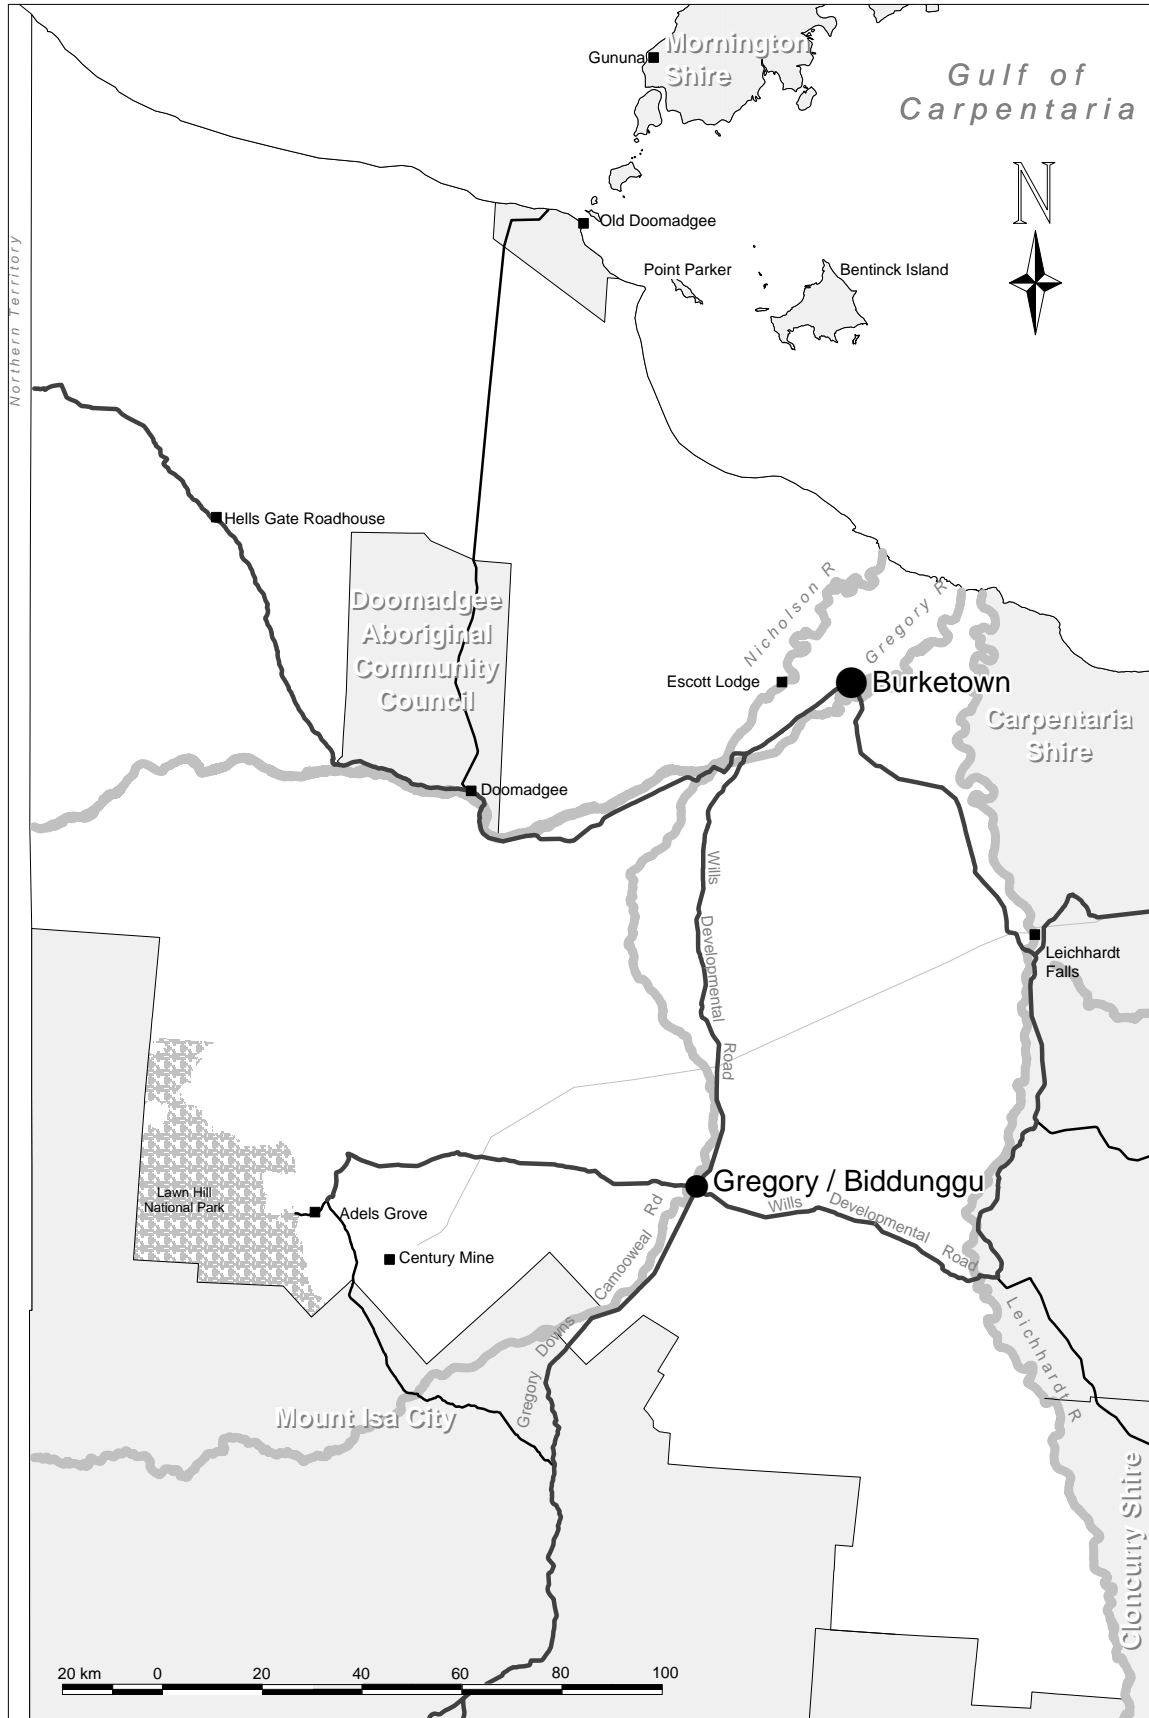 Gununa
Mornington
Shire
Gulf of
Carpentaria
N
Old Doomadgee
Point Parker
Bentinck Island
Northern Territory
Hells Gate Roadhouse
Doomadgee
Aboriginal
Community
Council
Nicholson R
Gregory R
Escott Lodge
Burketown
Carpentaria
Shire
Doomadgee
Wills Developmental Road
Leichhardt
Falls
Gregory / Biddunggu
Lawn Hill
National Park
Adels Grove
Century Mine
Wills Developmental Road
Gregory Downs Camooweal Rd
Leichhardt R
Mount Isa City
Cloncurry Shire
20 km 0 20 40 60 80 100